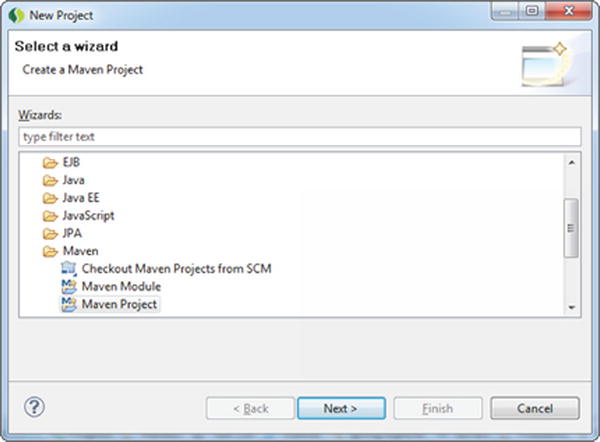 New Project
Select a wizard
Create a Maven Project
Wizards:
type filter text
EJB
Java
Java EE
JavaScript
JPA
Maven
Checkout Maven Projects from SCM
Maven Module
Maven Project
?
< Back
Next >
Finish
Cancel